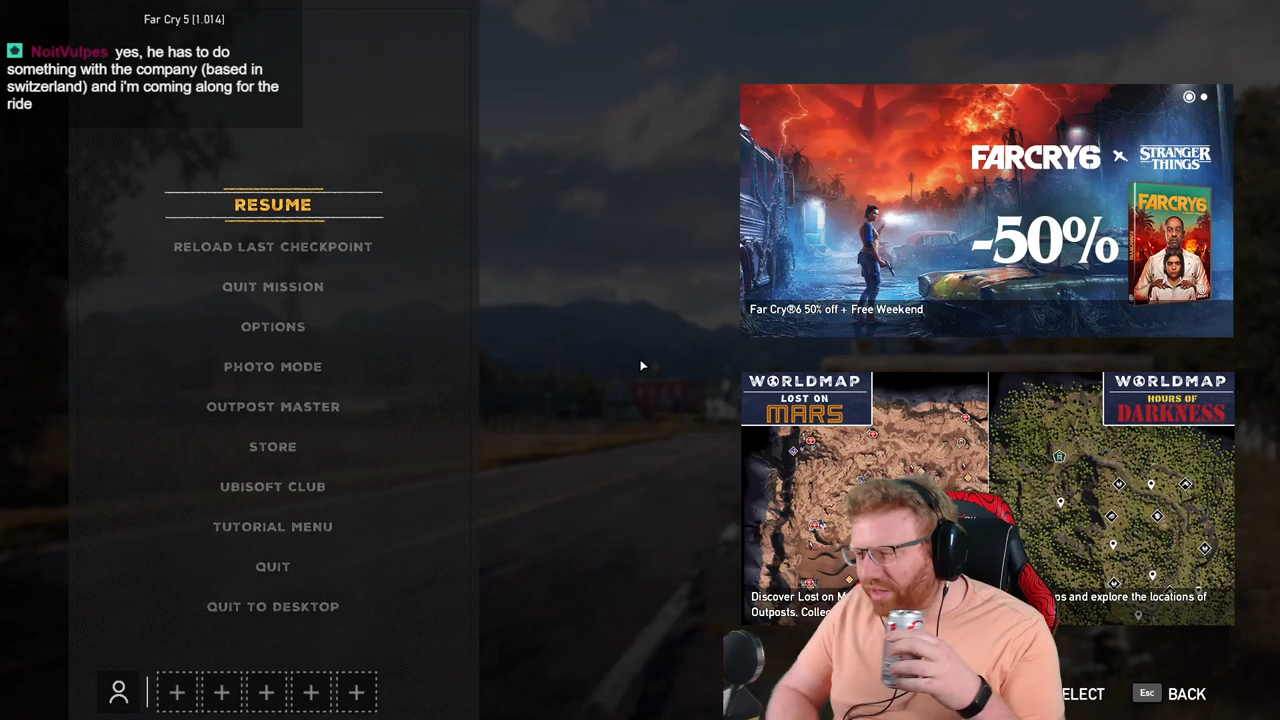 Far Cry 5 [1.014]
NoitVulpes yes, he has to do
something with the company (based in
switzerland) and i'm coming along for the
ride
RESUME
RELOAD LAST CHECKPOINT
QUIT MISSION
OPTIONS
PHOTO MODE
OUTPOST MASTER
STORE
UBISOFT CLUB
TUTORIAL MENU
QUIT
QUIT TO DESKTOP
FARCRY6 x STRANGER
THINGS
-50%
FARCRY6
Far Cry®6 50% off + Free Weekend
WORLDMAP
LOST ON
MARS
WORLDMAP
HOURS OF
DARKNESS
Discover Lost on
Outposts,
and explore the locations of
Esc BACK